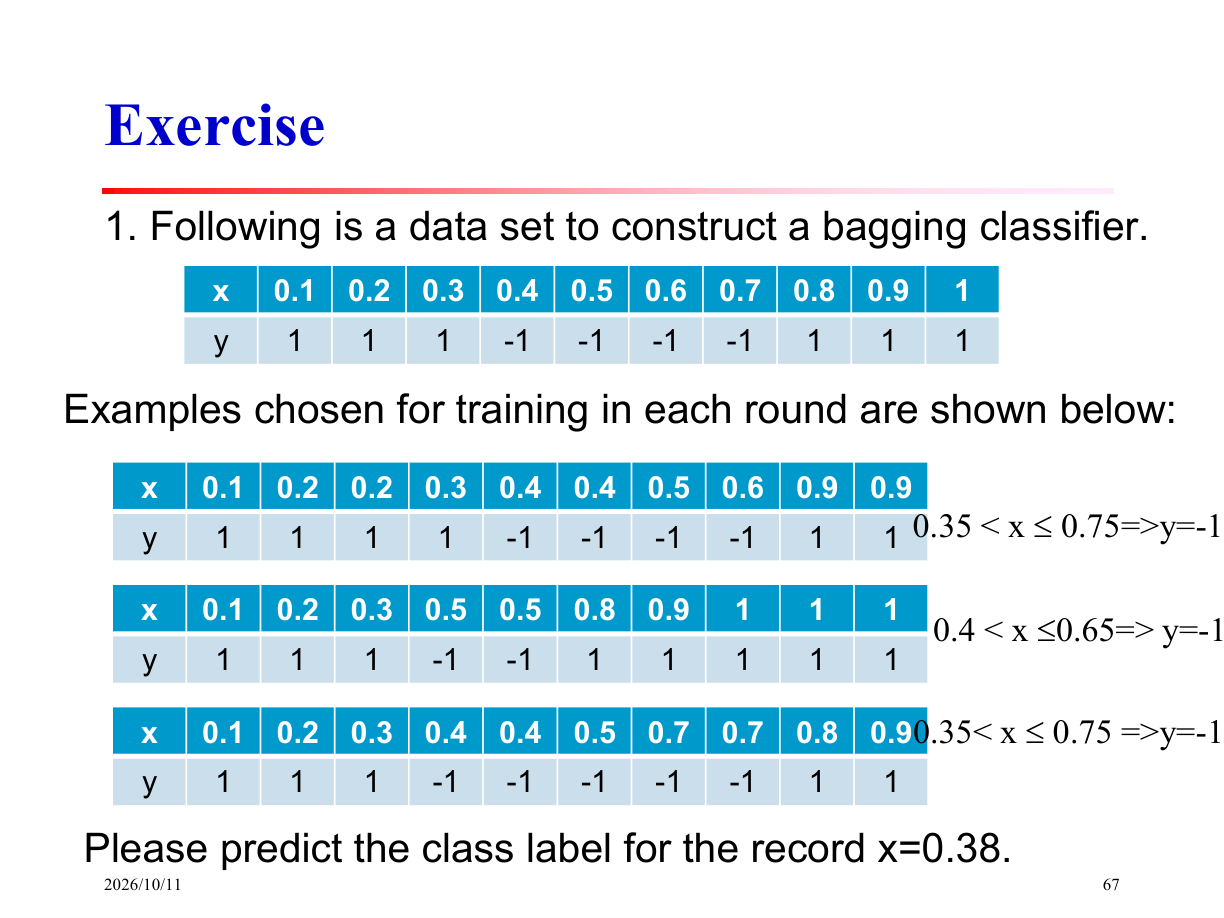 Exercise
1. Following is a data set to construct a bagging classifier.
x 0.1 0.2 0.3 0.4 0.5 0.6 0.7 0.8 0.9 1
y 1 1 1 -1 -1 -1 -1 1 1 1
Examples chosen for training in each round are shown below:
x 0.1 0.2 0.2 0.3 0.4 0.4 0.5 0.6 0.9 0.9
y 1 1 1 1 -1 -1 -1 -1 1 1
0.35 < x ≤ 0.75=>y=-1
x 0.1 0.2 0.3 0.5 0.5 0.8 0.9 1 1 1
y 1 1 1 -1 -1 1 1 1 1 1
0.4 < x ≤0.65=> y=-1
x 0.1 0.2 0.3 0.4 0.4 0.5 0.7 0.7 0.8 0.9
y 1 1 1 -1 -1 -1 -1 -1 1 1
0.35< x ≤ 0.75 =>y=-1
Please predict the class label for the record x=0.38.
2026/10/11
67